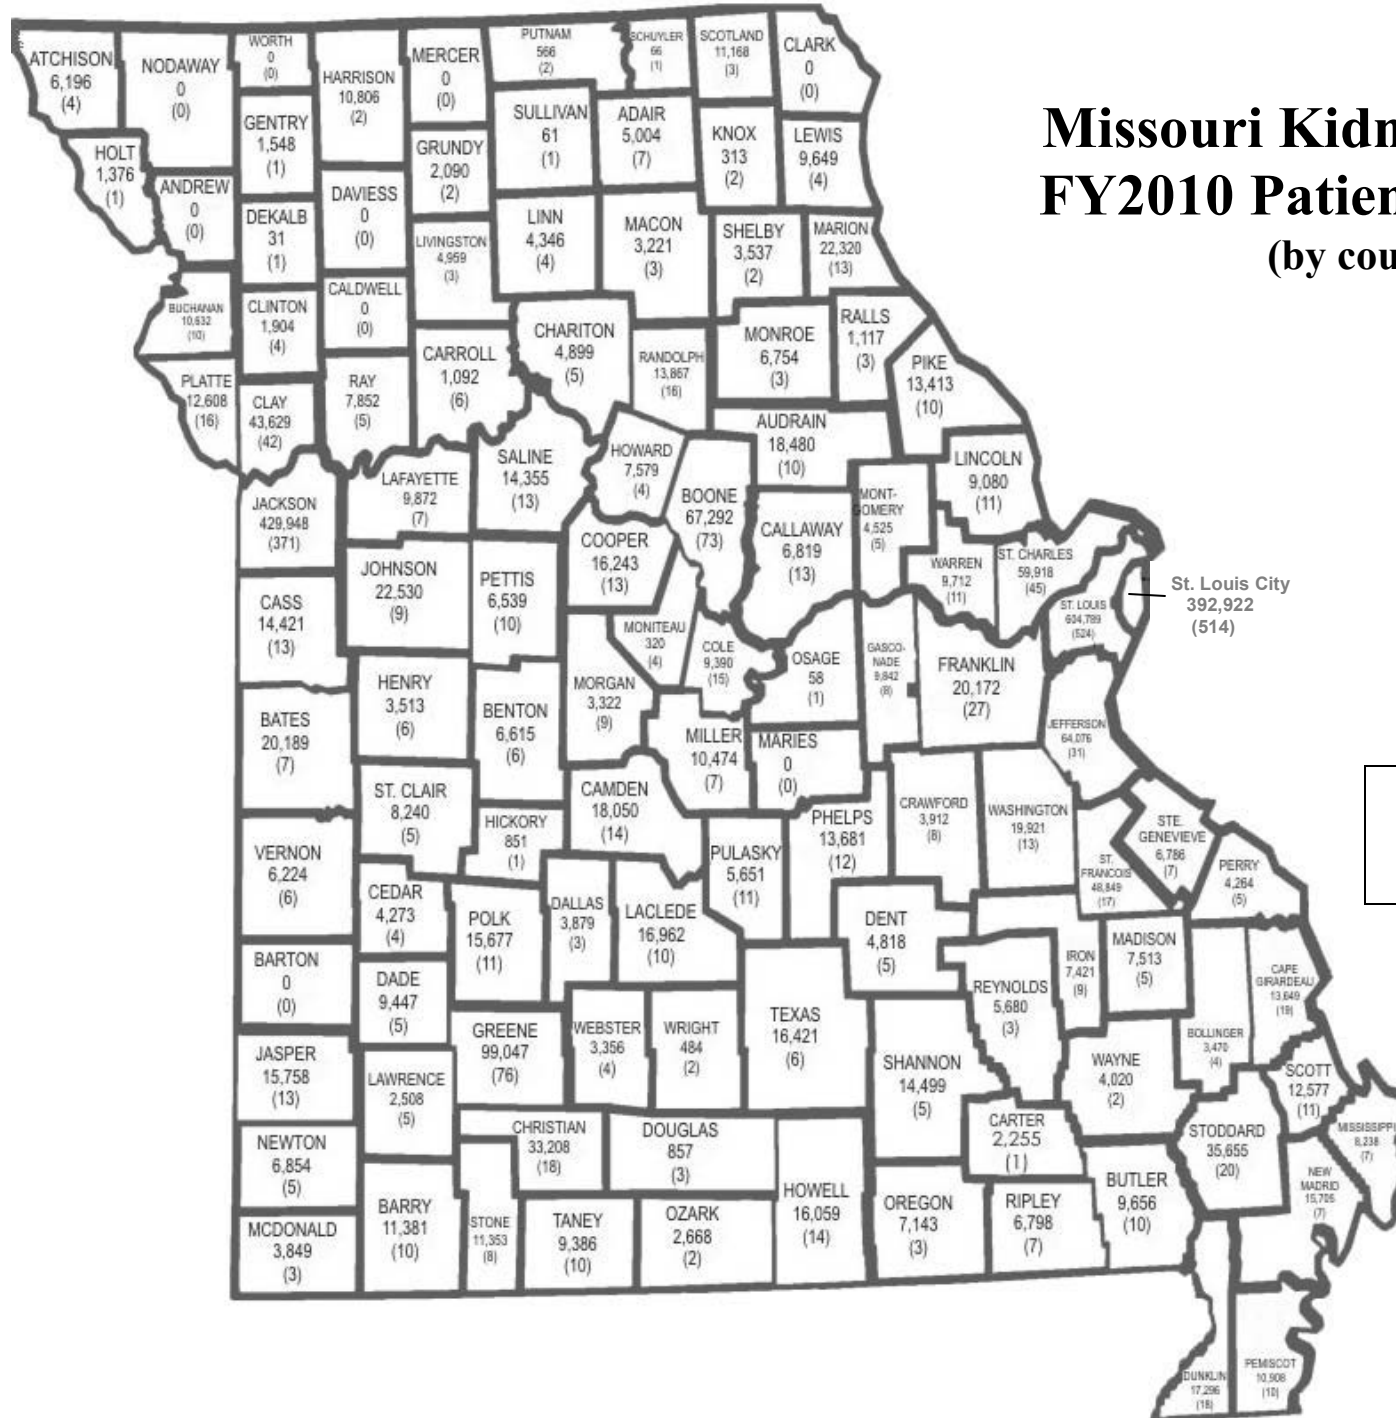 Missouri Kidn
FY2010 Patien
(by cou
ATCHISON
6,196
(4)
NODAWAY
0
(0)
WORTH
0
(0)
HARRISON
10,806
(2)
MERCER
0
(0)
PUTNAM
566
(2)
SCHUYLER
66
(1)
SCOTLAND
11,168
(3)
CLARK
0
(0)
HOLT
1,376
(1)
ANDREW
0
(0)
GENTRY
1,548
(1)
DEKALB
31
(1)
DAVIESS
0
(0)
GRUNDY
2,090
(2)
SULLIVAN
61
(1)
ADAIR
5,004
(7)
KNOX
313
(2)
LEWIS
9,649
(4)
LIVINGSTON
4,959
(3)
LINN
4,346
(4)
MACON
3,221
(3)
SHELBY
3,537
(2)
MARION
22,320
(13)
BUCHANAN
10,632
(10)
CLINTON
1,904
(4)
CALDWELL
0
(0)
CARROLL
1,092
(6)
CHARITON
4,899
(5)
RANDOLPH
13,867
(16)
MONROE
6,754
(3)
RALLS
1,117
(3)
PIKE
13,413
(10)
PLATTE
12,608
(16)
CLAY
43,629
(42)
RAY
7,852
(5)
AUDRAIN
18,480
(10)
LINCOLN
9,080
(11)
JACKSON
429,948
(371)
LAFAYETTE
9,872
(7)
SALINE
14,355
(13)
HOWARD
7,579
(4)
BOONE
67,292
(73)
CALLAWAY
6,819
(13)
MONT-
GOMERY
4,525
(5)
WARREN
9,712
(11)
ST. CHARLES
59,918
(45)
ST. LOUIS
604,789
(524)
St. Louis City
392,922
(514)
CASS
14,421
(13)
JOHNSON
22,530
(9)
PETTIS
6,539
(10)
COOPER
16,243
(13)
MONITEAU
320
(4)
COLE
9,390
(15)
OSAGE
58
(1)
GASCO-
NADE
9,842
(8)
FRANKLIN
20,172
(27)
JEFFERSON
64,076
(31)
BATES
20,189
(7)
HENRY
3,513
(6)
BENTON
6,615
(6)
MORGAN
3,322
(9)
MILLER
10,474
(7)
MARIES
0
(0)
VERNON
6,224
(6)
ST. CLAIR
8,240
(5)
HICKORY
851
(1)
CAMDEN
18,050
(14)
PULASKY
5,651
(11)
PHELPS
13,681
(12)
CRAWFORD
3,912
(8)
WASHINGTON
19,921
(13)
ST.
FRANCOIS
48,849
(17)
STE.
GENEVIEVE
6,786
(7)
PERRY
4,264
(5)
CEDAR
4,273
(4)
POLK
15,677
(11)
DALLAS
3,879
(3)
LACLEDE
16,962
(10)
DENT
4,818
(5)
IRON
7,421
(9)
MADISON
7,513
(5)
BARTON
0
(0)
DADE
9,447
(5)
GREENE
99,047
(76)
WEBSTER
3,356
(4)
WRIGHT
484
(2)
TEXAS
16,421
(6)
REYNOLDS
5,680
(3)
BOLLINGER
3,470
(4)
CAPE
GIRARDEAU
13,649
(19)
JASPER
15,758
(13)
LAWRENCE
2,508
(5)
SHANNON
14,499
(5)
WAYNE
4,020
(2)
SCOTT
12,577
(11)
NEWTON
6,854
(5)
CHRISTIAN
33,208
(18)
DOUGLAS
857
(3)
CARTER
2,255
(1)
STODDARD
35,655
(20)
MISSISSIPPI
8,238
(7)
MCDONALD
3,849
(3)
BARRY
11,381
(10)
STONE
11,353
(8)
TANEY
9,386
(10)
OZARK
2,668
(2)
HOWELL
16,059
(14)
OREGON
7,143
(3)
RIPLEY
6,798
(7)
BUTLER
9,656
(10)
NEW
MADRID
15,705
(7)
DUNKLIN
17,296
(18)
PEMISCOT
10,908
(10)